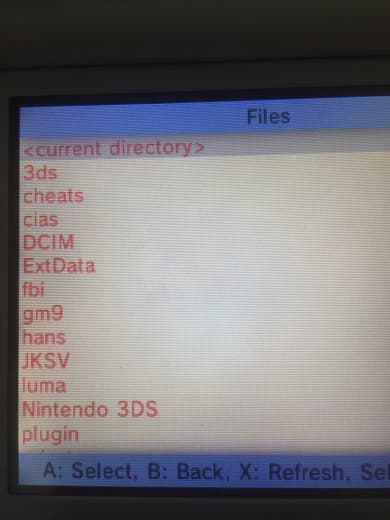 Files
<current directory>
3ds
cheats
cias
DCIM
ExtData
fbi
gm9
hans
JKSV
luma
Nintendo 3DS
plugin
A: Select, B: Back, X: Refresh, Sel